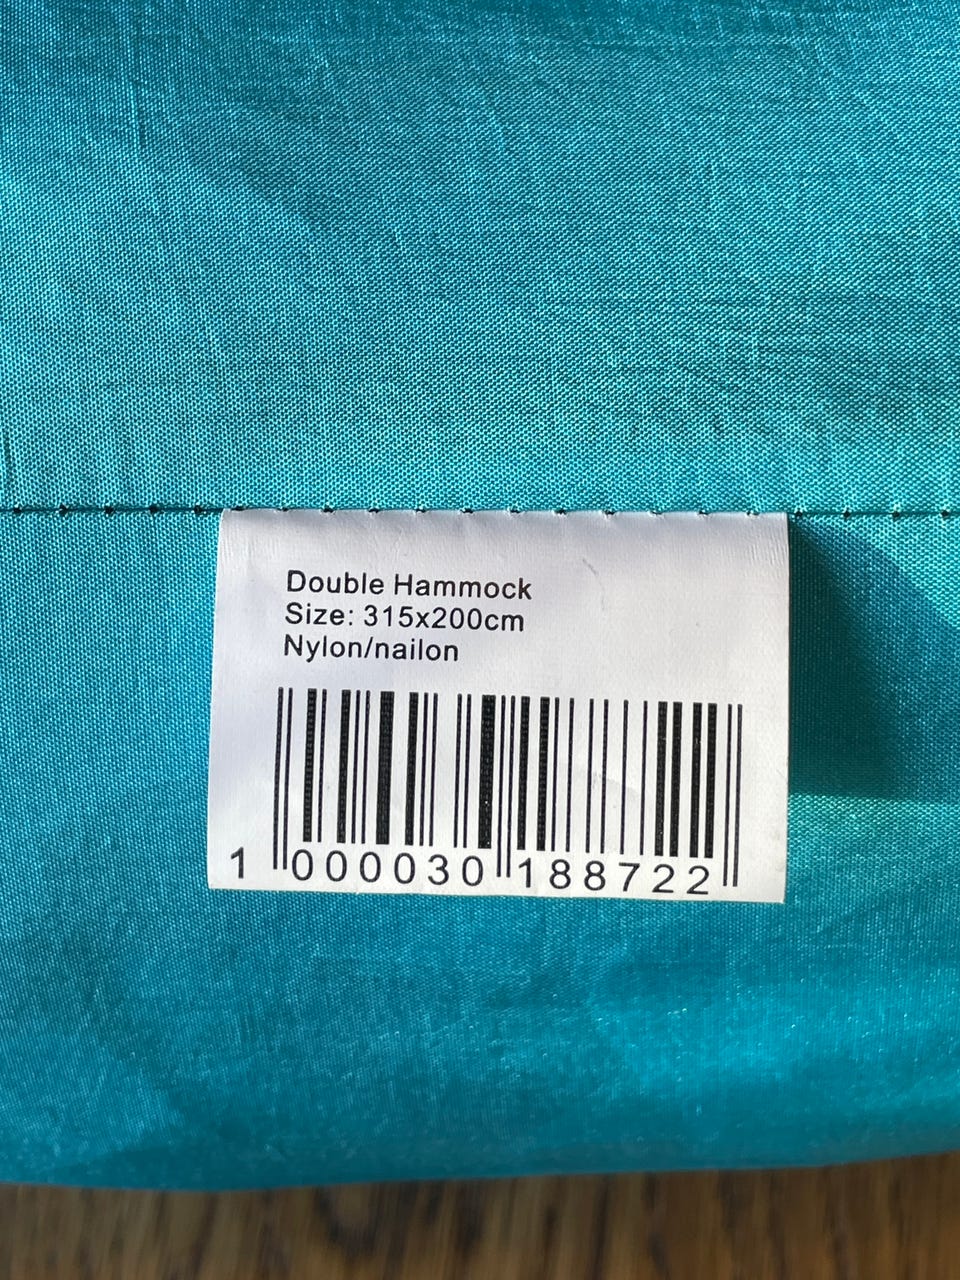 Double Hammock
Size: 315x200cm
Nylon/nailon
1 000030 188722